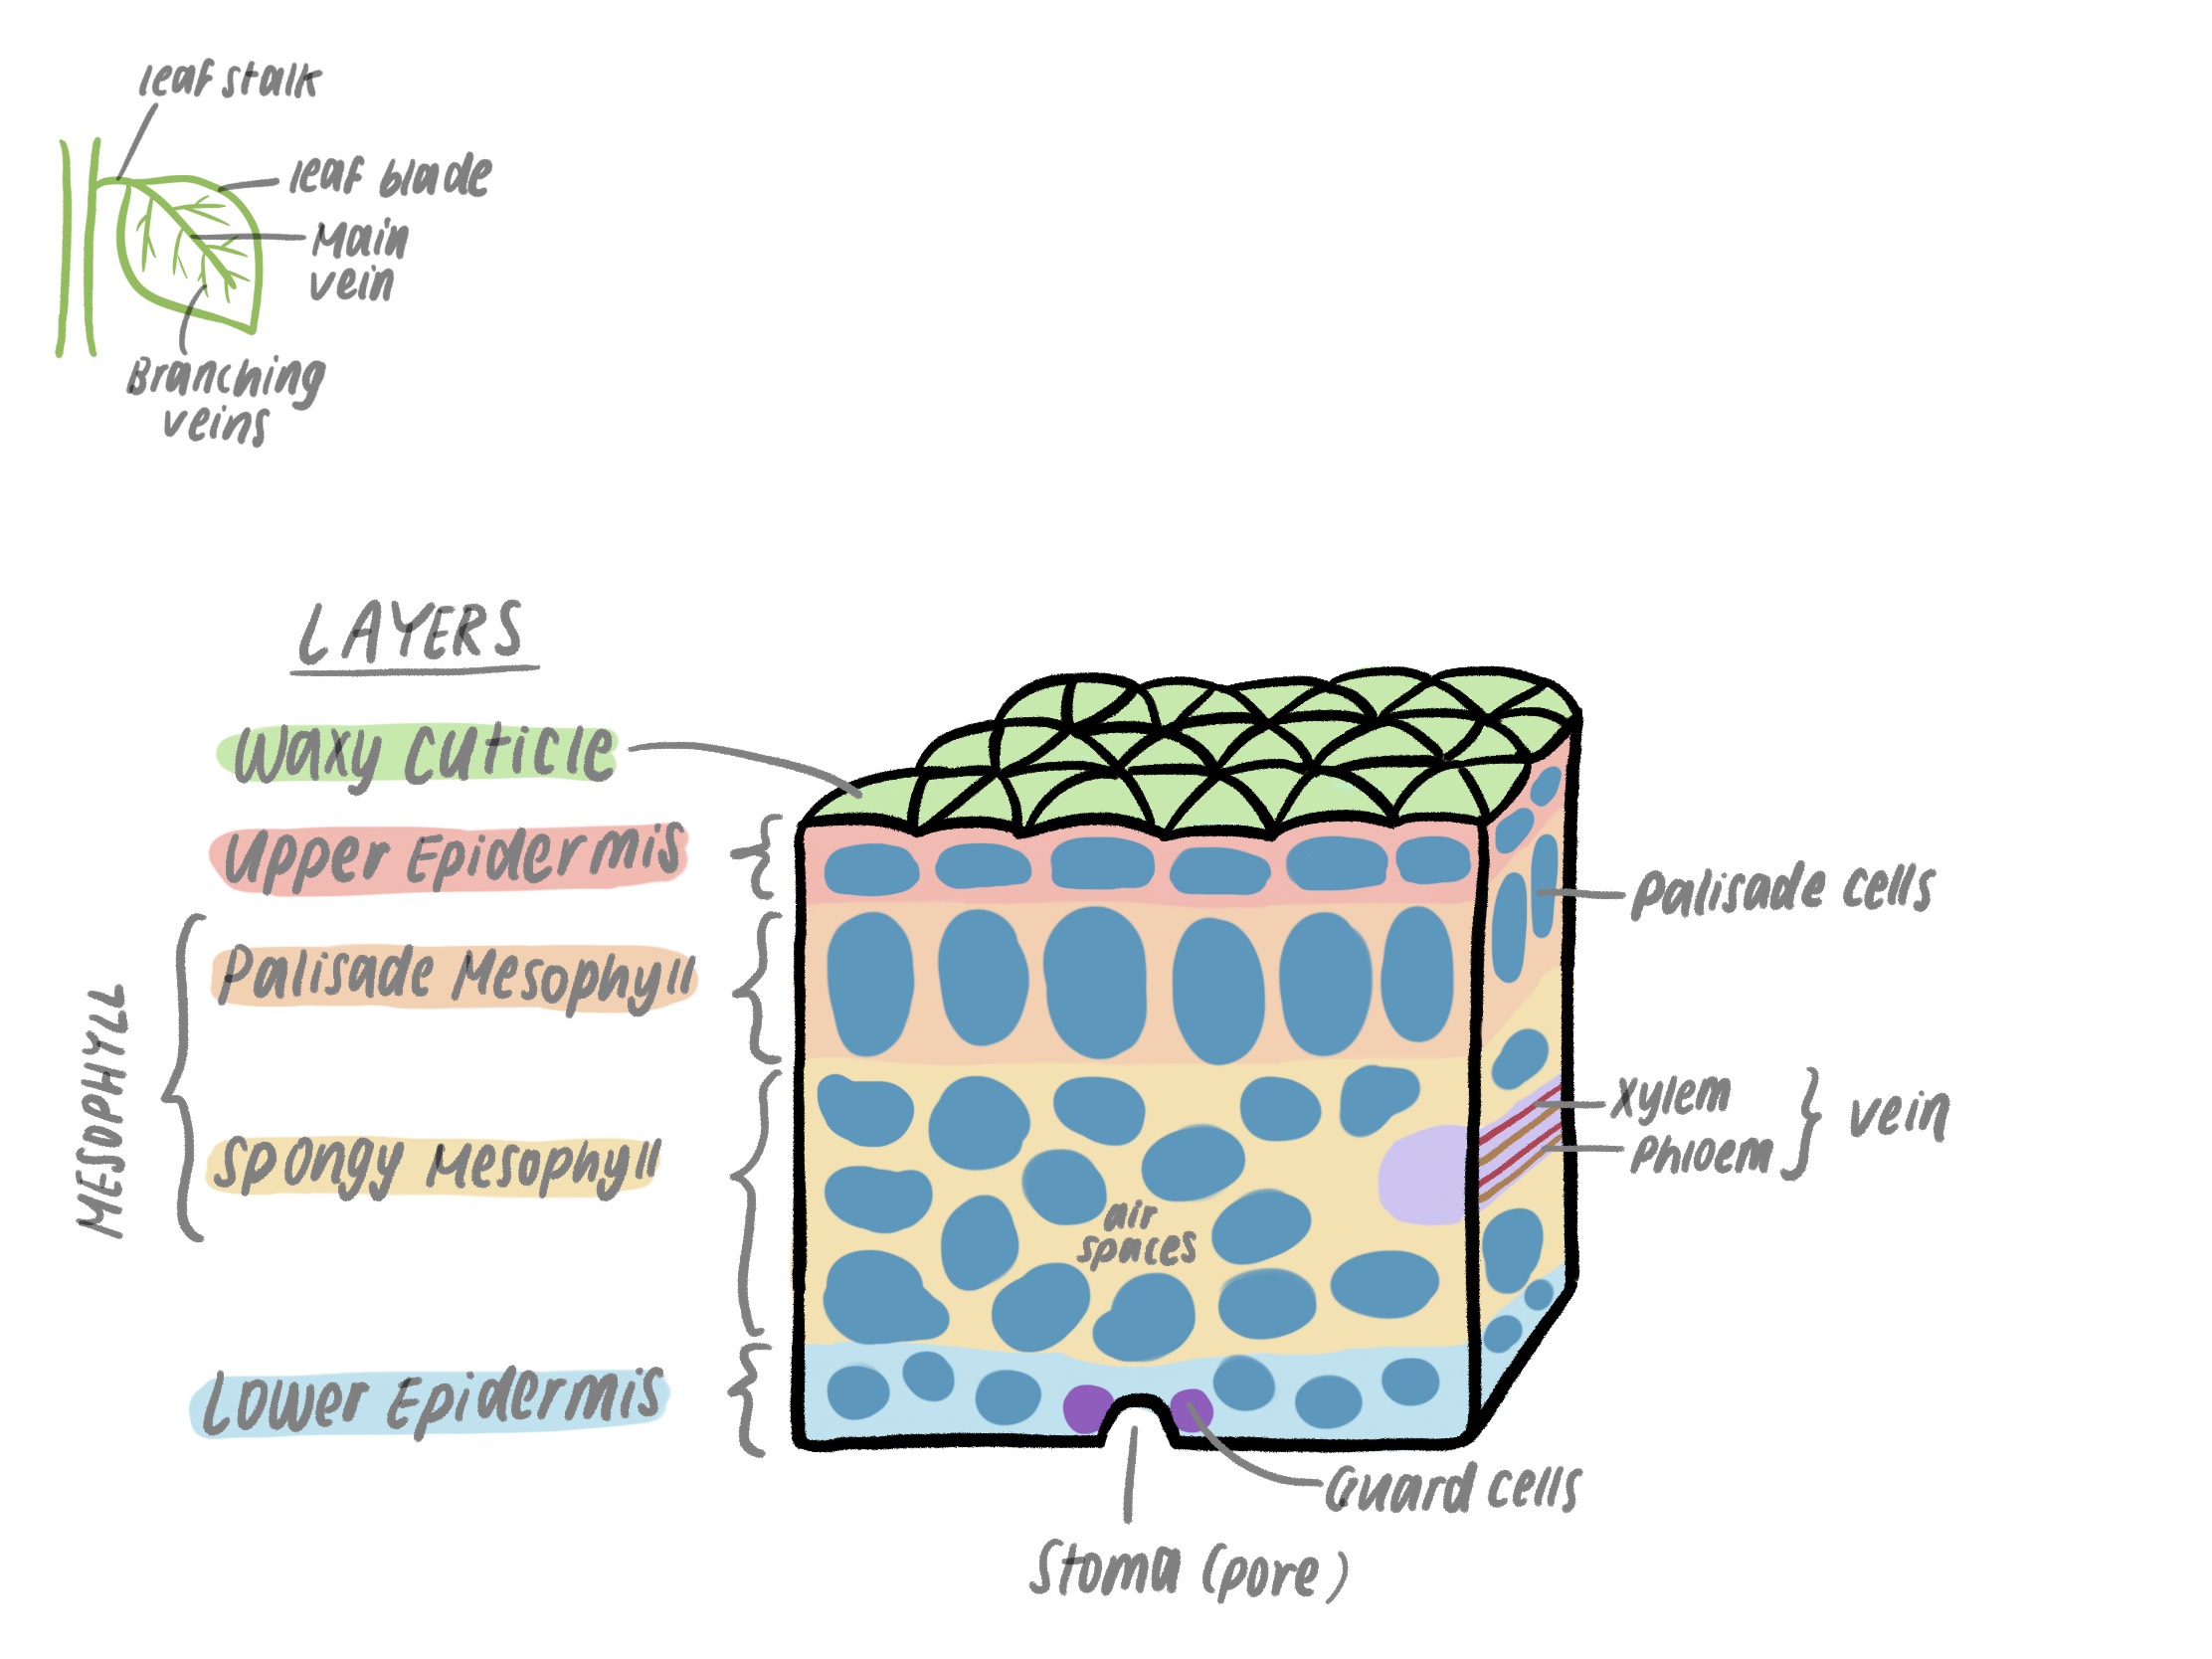 leaf stalk
leaf blade
Main
vein
Branching
veins
LAYERS
Waxy cuticle
Upper Epidermis
Palisade Mesophyll
MESOPHYLL
Spongy Mesophyll
Lower Epidermis
air
spaces
palisade cells
xylem
phloem
vein
Guard cells
Stoma (pore)